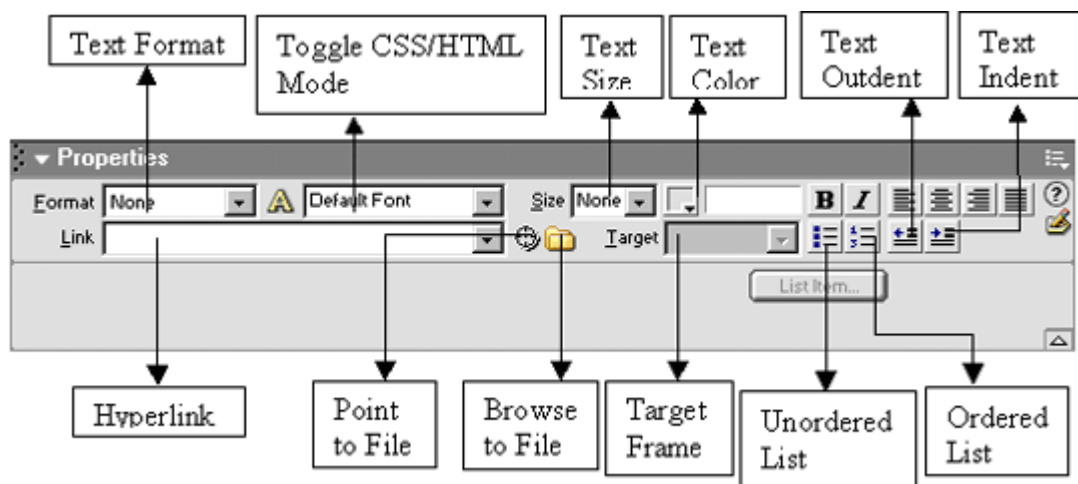 Text Format
Toggle CSS/HTML
Mode
Text
Size
Text
Color
Text
Outdent
Text
Indent
Properties
Format None A Default Font Size None B I ?
Link Target
List Item...
Hyperlink
Point
to File
Browse
to File
Target
Frame
Unordered
List
Ordered
List